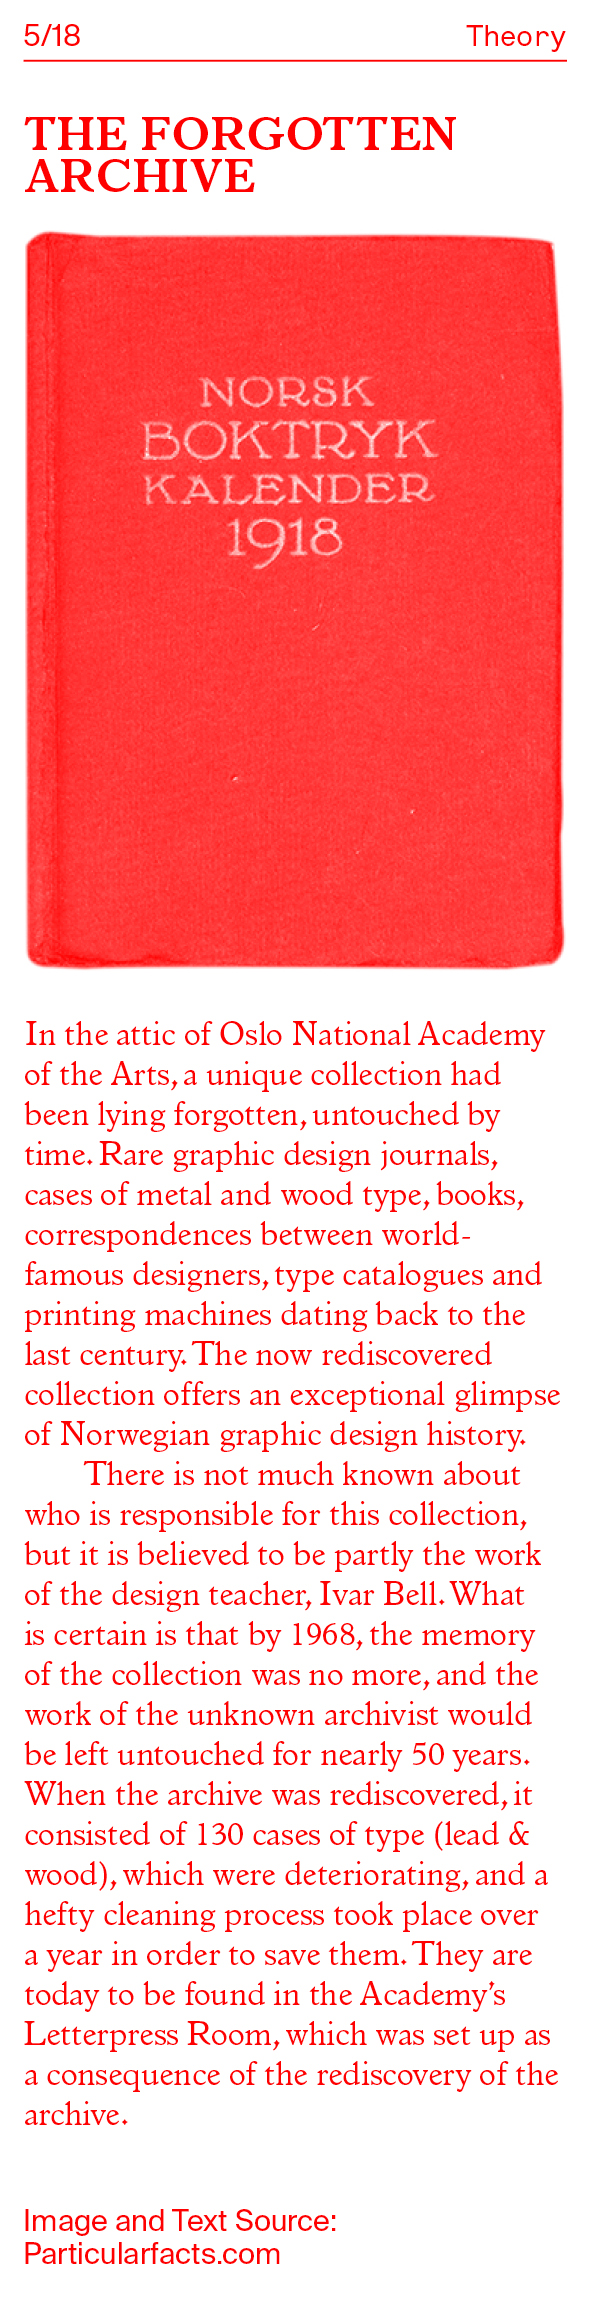 5/18
Theory
THE FORGOTTEN
ARCHIVE
NORSK
BOKTRYK
KALENDER
1918
In the attic of Oslo National Academy
of the Arts, a unique collection had
been lying forgotten, untouched by
time. Rare graphic design journals,
cases of metal and wood type, books,
correspondences between world-
famous designers, type catalogues and
printing machines dating back to the
last century. The now rediscovered
collection offers an exceptional glimpse
of Norwegian graphic design history.
There is not much known about
who is responsible for this collection,
but it is believed to be partly the work
of the design teacher, Ivar Bell. What
is certain is that by 1968, the memory
of the collection was no more, and the
work of the unknown archivist would
be left untouched for nearly 50 years.
When the archive was rediscovered, it
consisted of 130 cases of type (lead &
wood), which were deteriorating, and a
hefty cleaning process took place over
a year in order to save them. They are
today to be found in the Academy’s
Letterpress Room, which was set up as
a consequence of the rediscovery of the
archive.
Image and Text Source:
Particularfacts.com